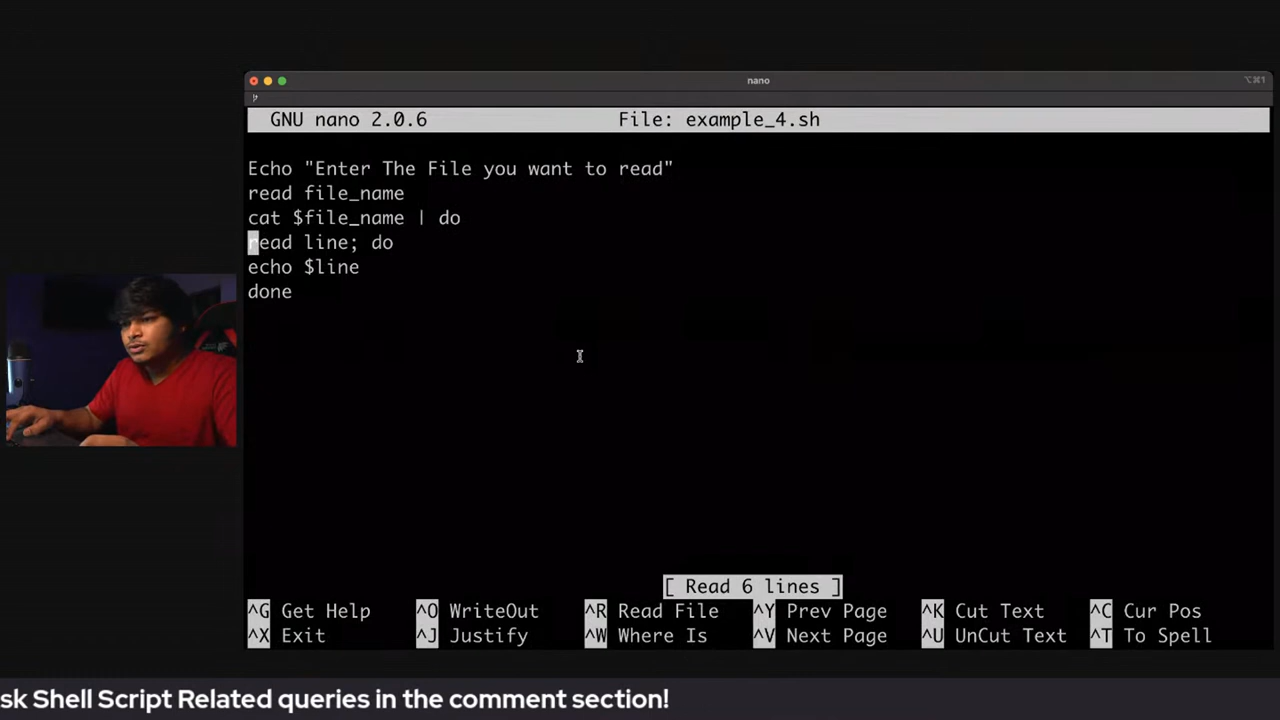 nano
⌥⌘1
GNU nano 2.0.6 File: example_4.sh
Echo "Enter The File you want to read"
read file_name
cat $file_name | do
read line; do
echo $line
done
[ Read 6 lines ]
^G Get Help ^O WriteOut ^R Read File ^Y Prev Page ^K Cut Text ^C Cur Pos
^X Exit ^J Justify ^W Where Is ^V Next Page ^U UnCut Text ^T To Spell
sk Shell Script Related queries in the comment section!